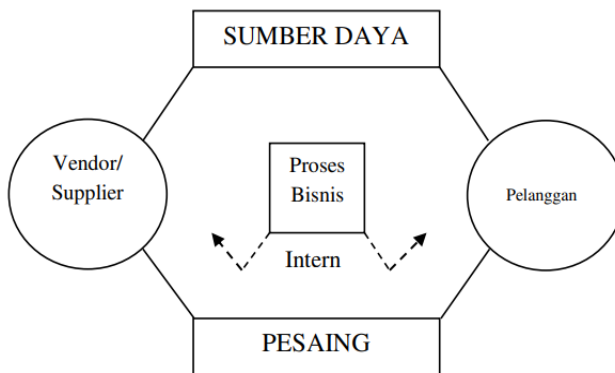 SUMBER DAYA
Vendor/
Supplier
Proses
Bisnis
Pelanggan
Intern
PESAING